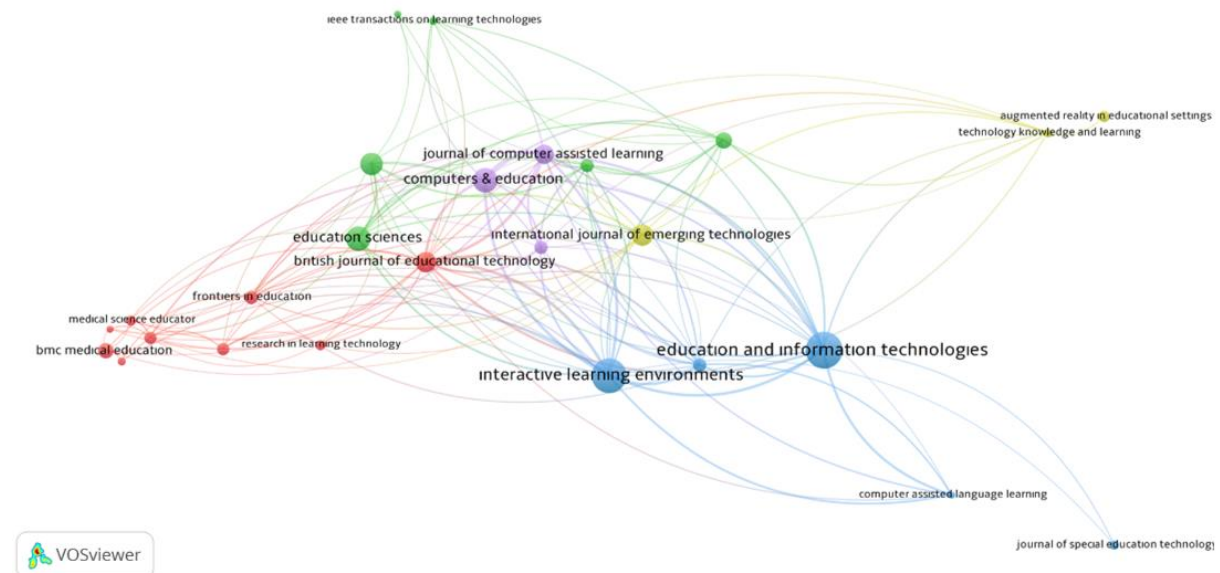 ieee transactions on learning technologies
augmented reality in educational settings
technology knowledge and learning
journal of computer assisted learning
computers & education
international journal of emerging technologies
education sciences
british journal of educational technology
frontiers in education
medical science educator
research in learning technology
bmc medical education
education and information technologies
interactive learning environments
computer assisted language learning
journal of special education technology
VOSviewer